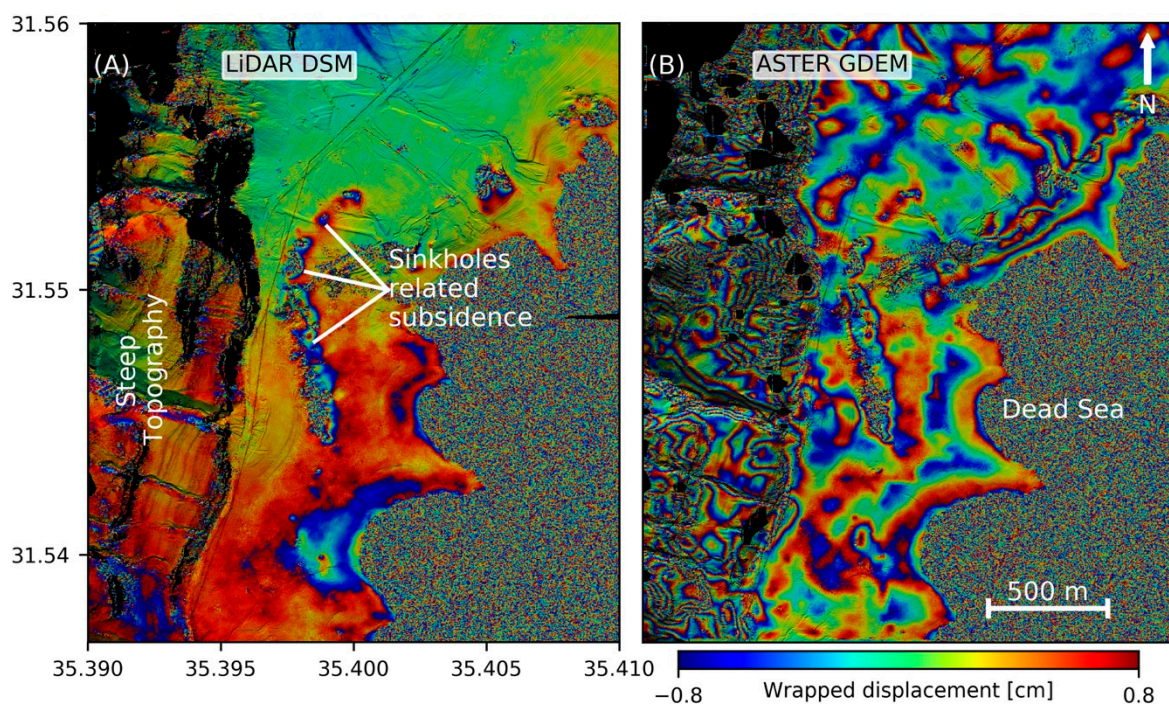 31.56
(A)
LiDAR DSM
(B)
ASTER GDEM
N
31.55
Sinkholes
related
subsidence
Steep
Topography
Dead Sea
31.54
500 m
35.390
35.395
35.400
35.405
35.410
−0.8
Wrapped displacement [cm]
0.8